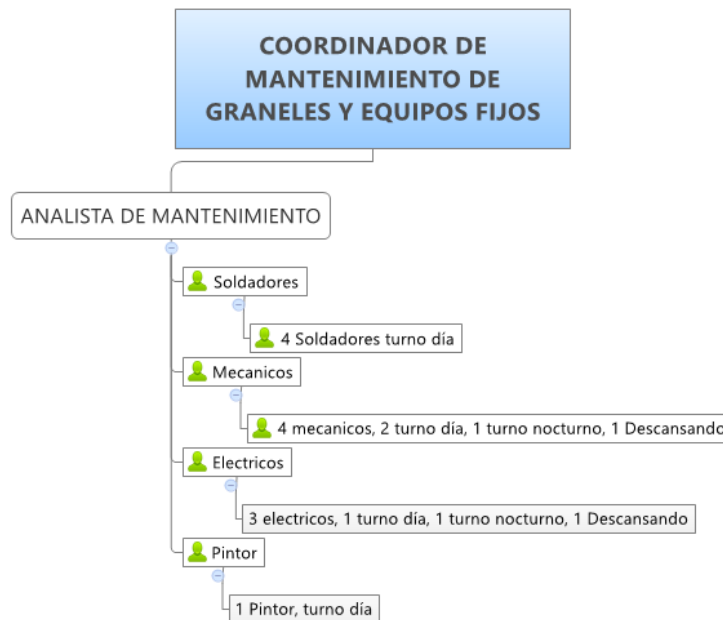 COORDINADOR DE
MANTENIMIENTO DE
GRANELES Y EQUIPOS FIJOS
ANALISTA DE MANTENIMIENTO
Soldadores
4 Soldadores turno día
Mecanicos
4 mecanicos, 2 turno día, 1 turno nocturno, 1 Descansando
Electricos
3 electricos, 1 turno día, 1 turno nocturno, 1 Descansando
Pintor
1 Pintor, turno día